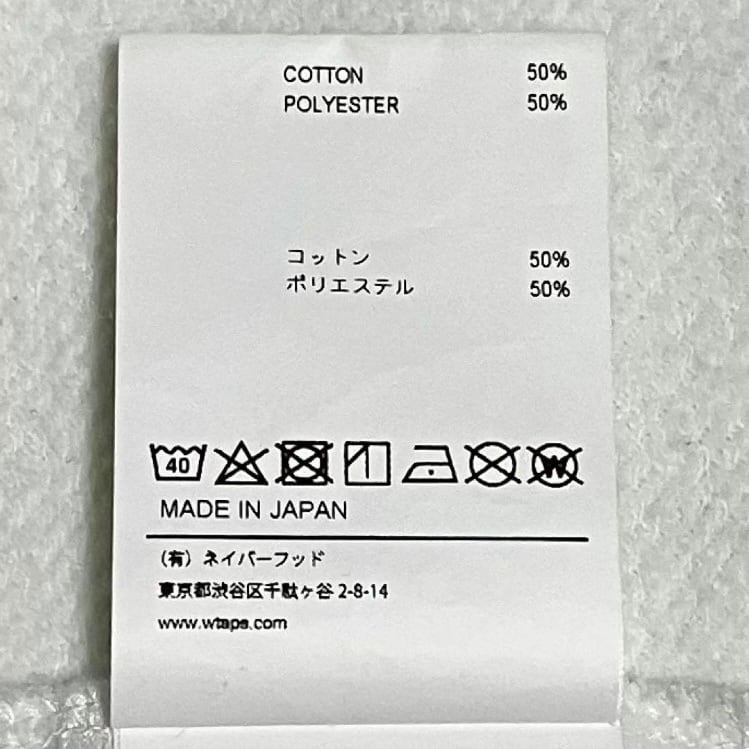 COTTON 50%
POLYESTER 50%
コットン 50%
ポリエステル 50%
40 W
MADE IN JAPAN
（有）ネイバーフッド
東京都渋谷区千駄ヶ谷 2-8-14
www.wtaps.com